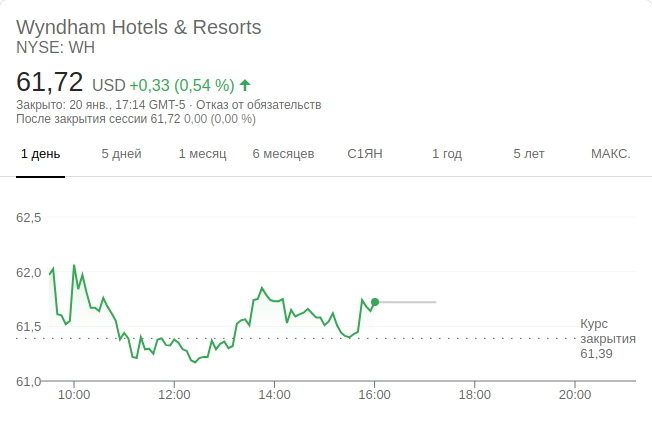 Wyndham Hotels & Resorts
NYSE: WH
61,72 USD +0,33 (0,54 %)
Закрыто: 20 янв., 17:14 GMT-5 · Отказ от обязательств
После закрытия сессии 61,72 0,00 (0,00 %)
1 день 5 дней 1 месяц 6 месяцев С1ЯН 1 год 5 лет МАКС.
62,5
62,0
61,5
Курс
закрытия
61,39
61,0
10:00 12:00 14:00 16:00 18:00 20:00